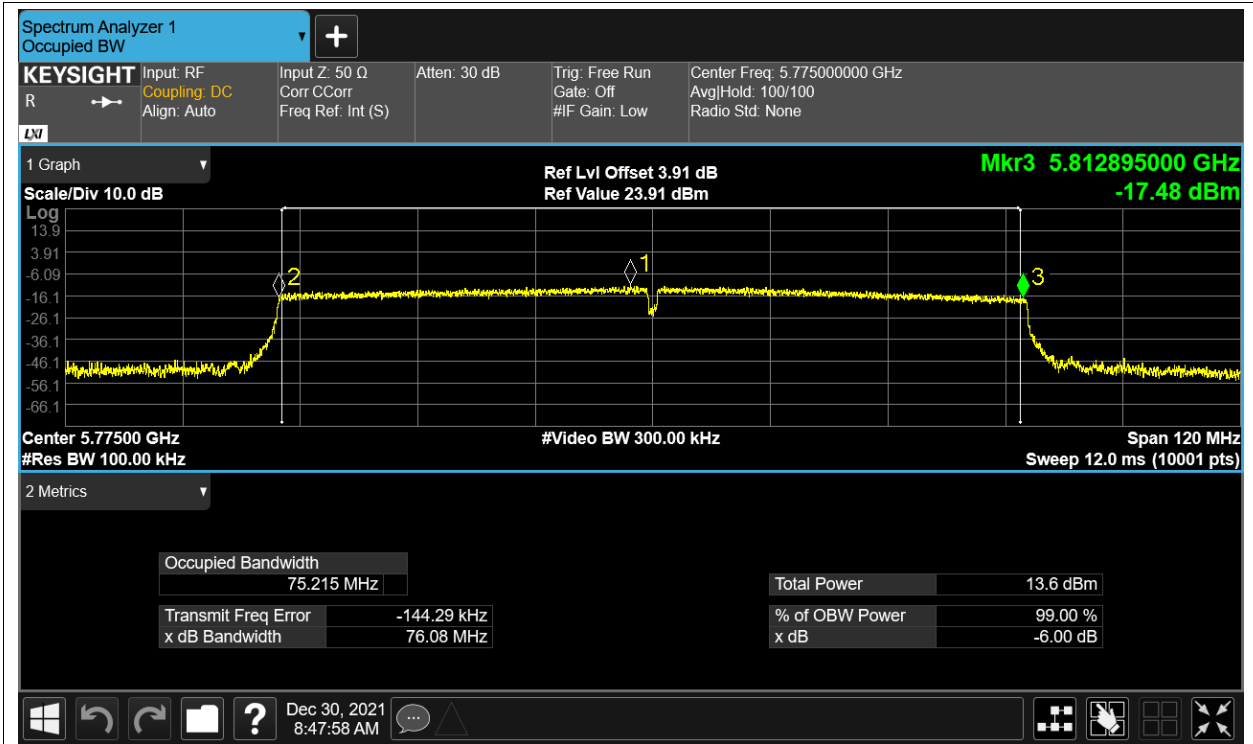 Spectrum Analyzer 1
Occupied BW
KEYSIGHT
R
LXI
Input: RF
Coupling: DC
Align: Auto
Input Z: 50 Ω
Corr CCorr
Freq Ref: Int (S)
Atten: 30 dB
Trig: Free Run
Gate: Off
#IF Gain: Low
Center Freq: 5.775000000 GHz
Avg|Hold: 100/100
Radio Std: None
1 Graph
Scale/Div 10.0 dB
Ref Lvl Offset 3.91 dB
Ref Value 23.91 dBm
Mkr3 5.812895000 GHz
-17.48 dBm
Log
13.9
3.91
-6.09
-16.1
-26.1
-36.1
-46.1
-56.1
-66.1
2
1
3
Center 5.77500 GHz
#Video BW 300.00 kHz
Span 120 MHz
#Res BW 100.00 kHz
Sweep 12.0 ms (10001 pts)
2 Metrics
Occupied Bandwidth
75.215 MHz
Transmit Freq Error -144.29 kHz
x dB Bandwidth 76.08 MHz
Total Power 13.6 dBm
% of OBW Power 99.00 %
x dB -6.00 dB
?
Dec 30, 2021
8:47:58 AM